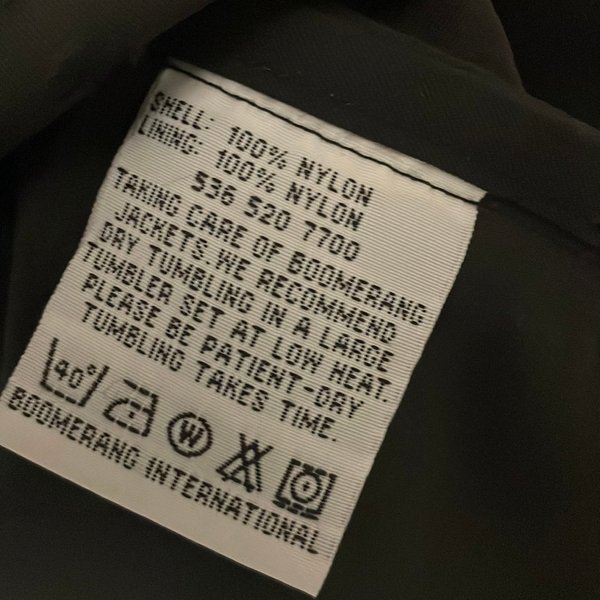 SHELL: 100% NYLON
LINING: 100% NYLON
536 520 7700
TAKING CARE OF BOOMERANG
JACKETS. WE RECOMMEND
DRY TUMBLING IN A LARGE
TUMBLER SET AT LOW HEAT.
PLEASE BE PATIENT-DRY
TUMBLING TAKES TIME.
40° W
BOOMERANG INTERNATIONAL